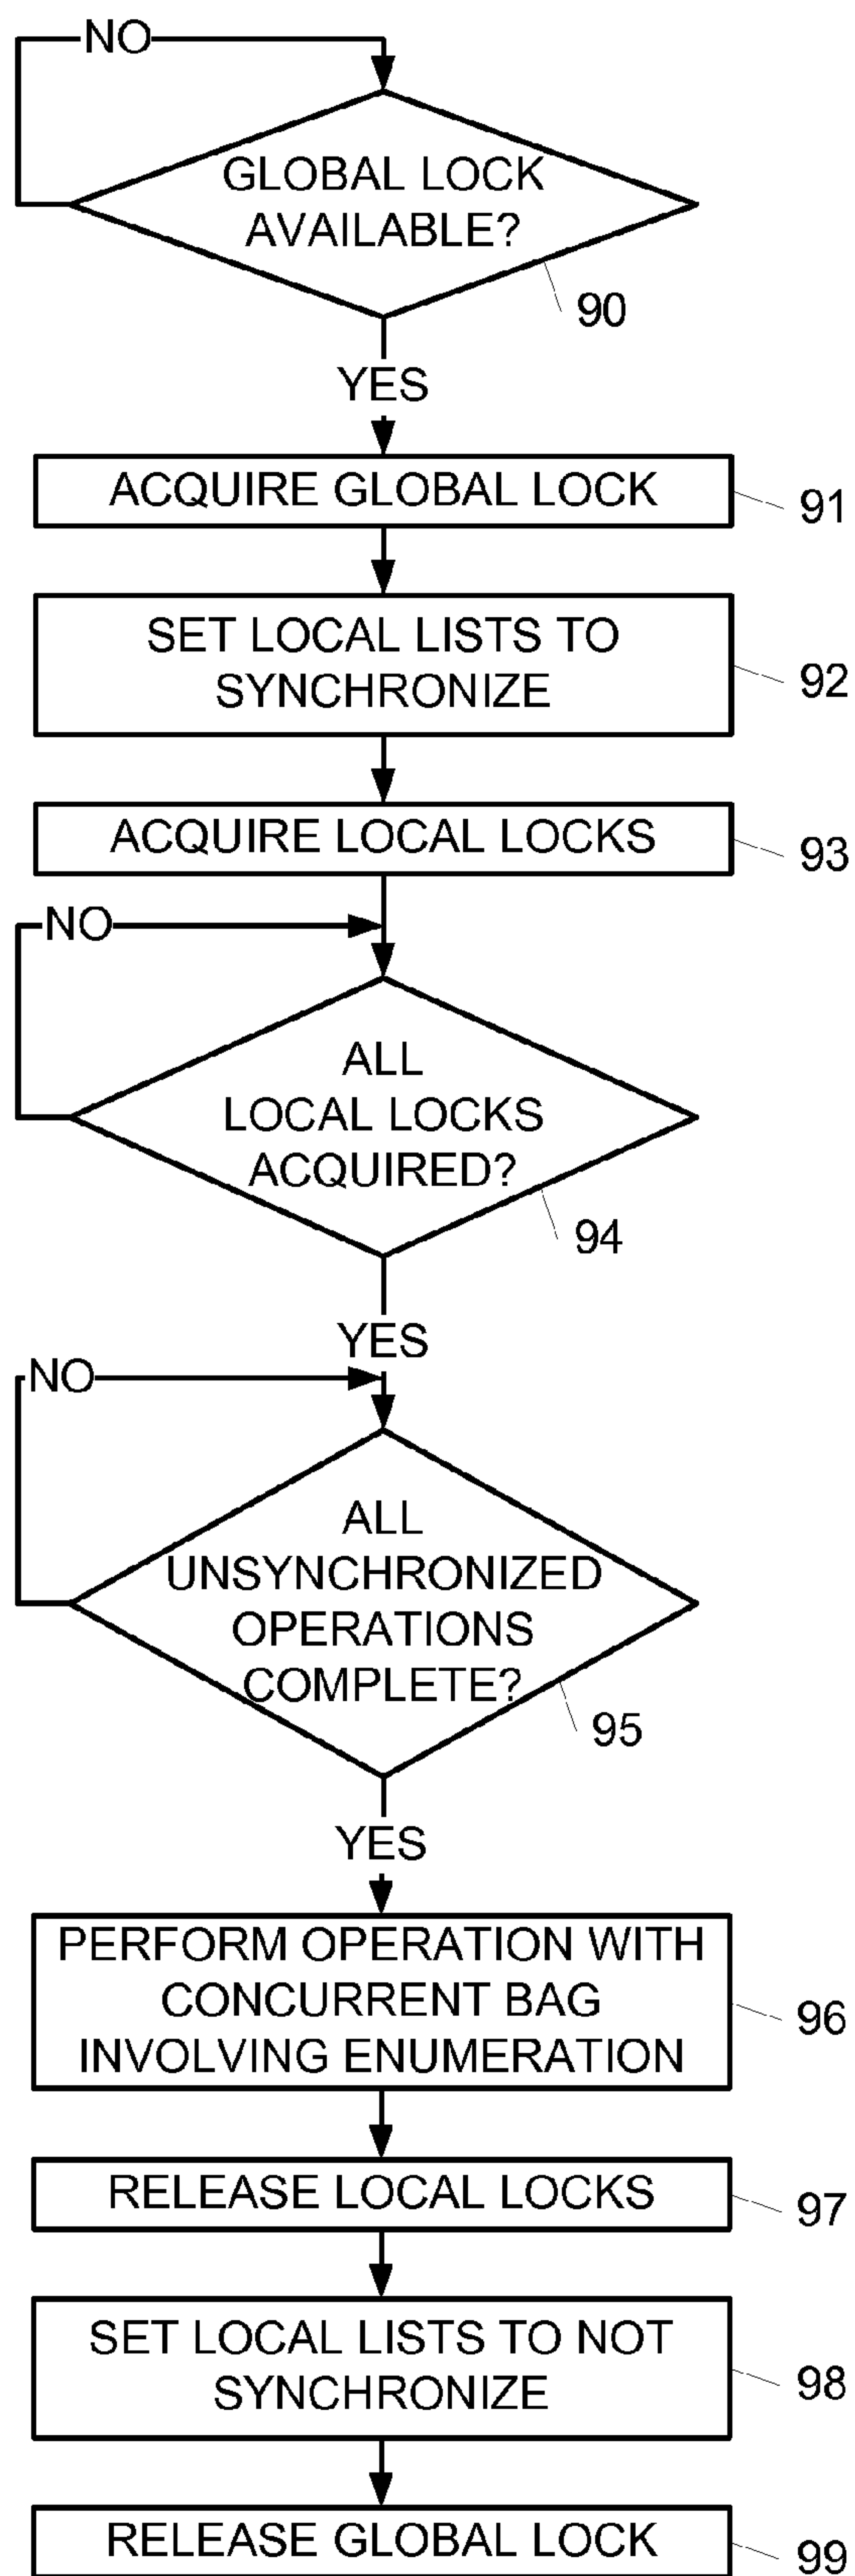 NO
GLOBAL LOCK
AVAILABLE?
90
YES
ACQUIRE GLOBAL LOCK
91
SET LOCAL LISTS TO
SYNCHRONIZE
92
ACQUIRE LOCAL LOCKS
93
NO
ALL
LOCAL LOCKS
ACQUIRED?
94
YES
NO
ALL
UNSYNCHRONIZED
OPERATIONS
COMPLETE?
95
YES
PERFORM OPERATION WITH
CONCURRENT BAG
INVOLVING ENUMERATION
96
RELEASE LOCAL LOCKS
97
SET LOCAL LISTS TO NOT
SYNCHRONIZE
98
RELEASE GLOBAL LOCK
99